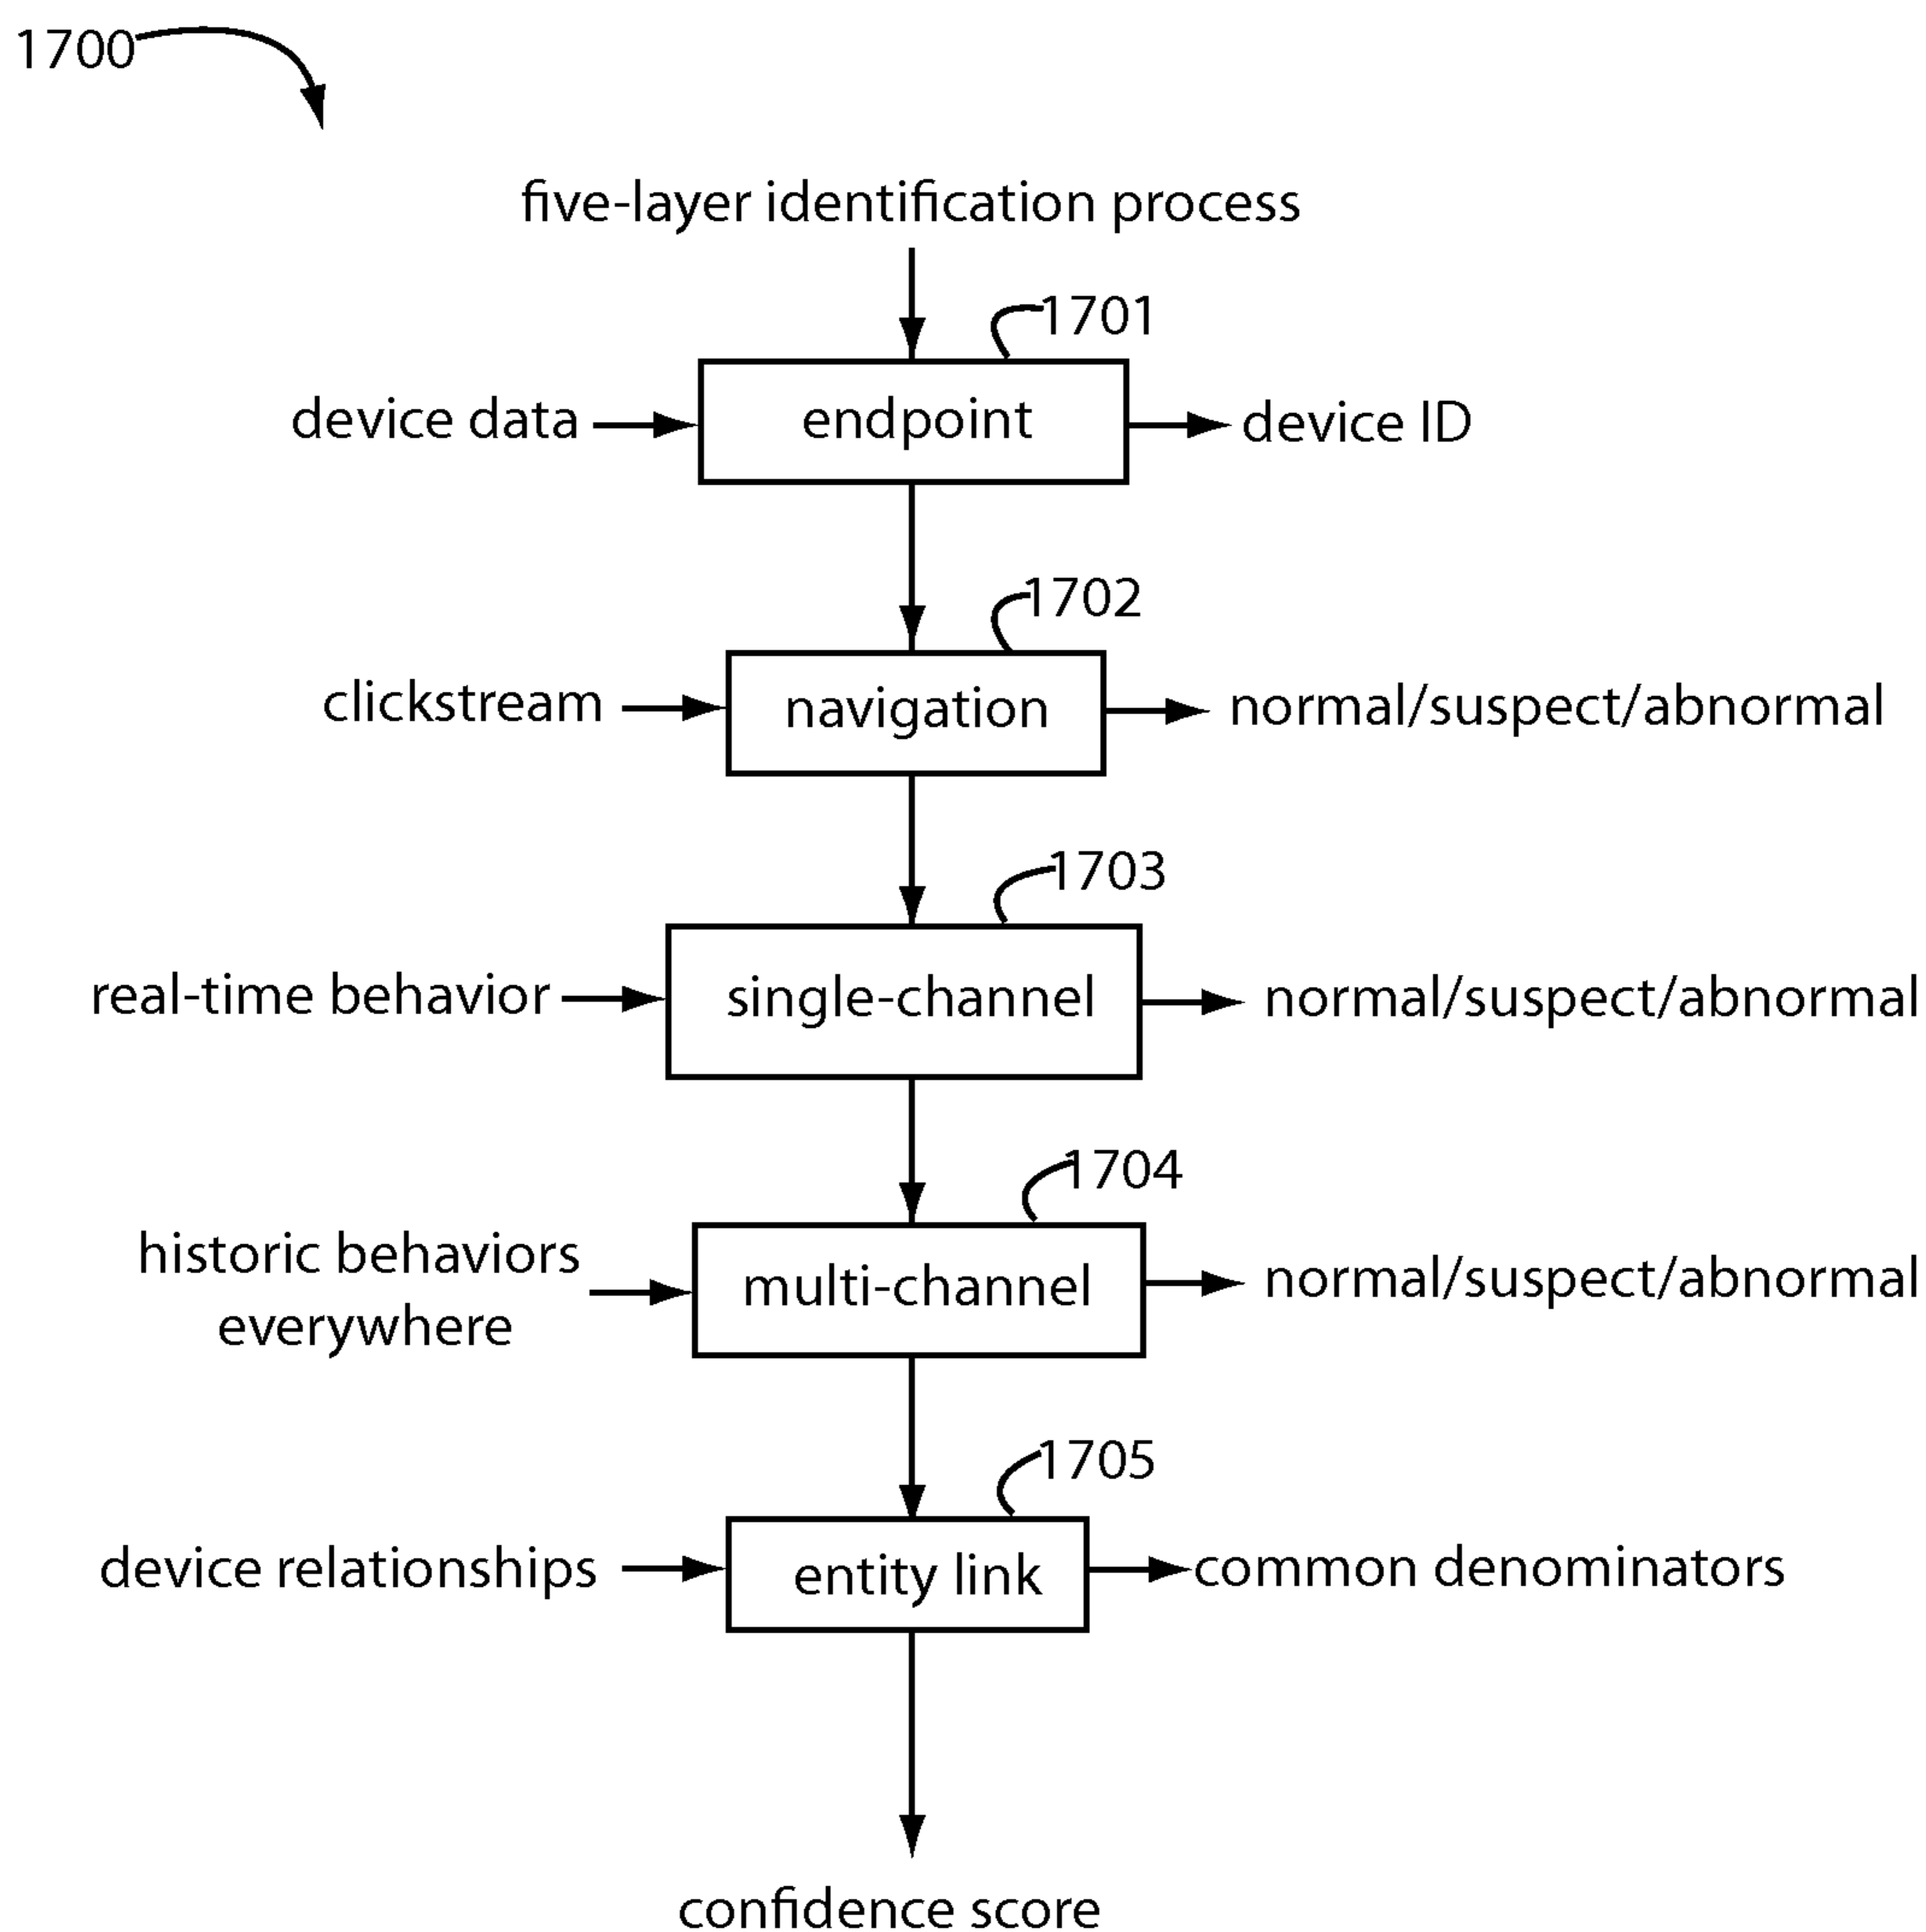 1700
five-layer identification process
1701
device data
endpoint
device ID
1702
clickstream
navigation
normal/suspect/abnormal
1703
real-time behavior
single-channel
normal/suspect/abnormal
1704
historic behaviors
everywhere
multi-channel
normal/suspect/abnormal
1705
device relationships
entity link
common denominators
confidence score